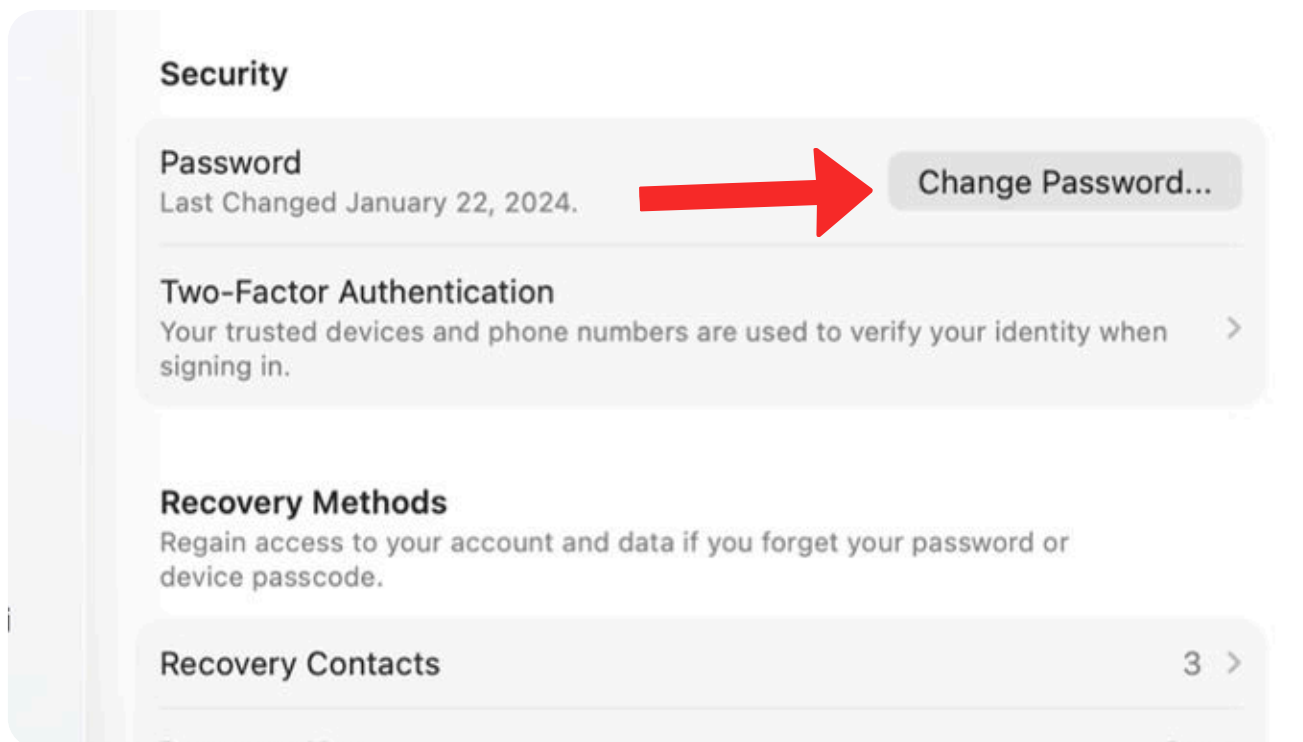 Security
Password
Change Password...
Last Changed January 22, 2024.
Two-Factor Authentication
Your trusted devices and phone numbers are used to verify your identity when
signing in.
Recovery Methods
Regain access to your account and data if you forget your password or
device passcode.
i
Recovery Contacts 3